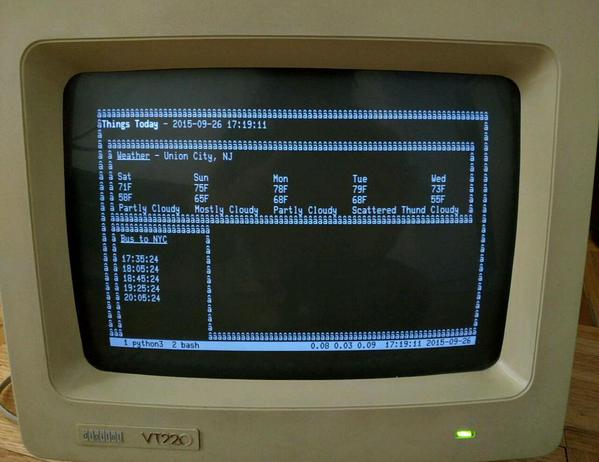 Things Today - 2015-09-26 17:19:11
Weather - Union City, NJ
Sat Sun Mon Tue Wed
71F 75F 78F 79F 73F
58F 65F 68F 68F 55F
Partly Cloudy Mostly Cloudy Partly Cloudy Scattered Thund Cloudy
Bus to NYC
17:35:24
18:05:24
18:45:24
19:25:24
20:05:24
1 python3 2 bash 0.08 0.03 0.09 17:19:11 2015-09-26
digital VT220